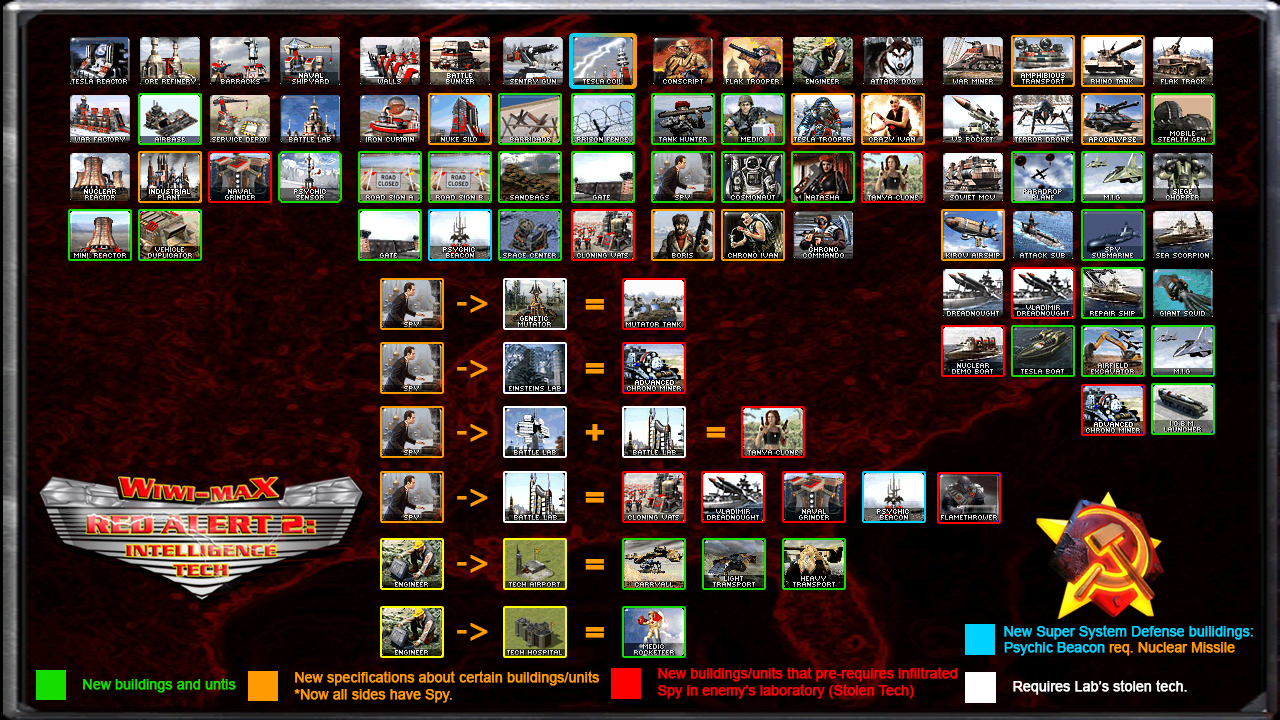 TESLA REACTOR
ORE REFINERY
BARRACKS
NAVAL
SHIPYARD
WALLS
BATTLE
BUNKER
SENTRY GUN
TESLA COIL
CONSCRIPT
FLAK TROOPER
ENGINEER
ATTACK DOG
WAR MINER
AMPHIBIOUS
TRANSPORT
RHINO TANK
FLAK TRACK
WAR FACTORY
AIRBASE
SERVICE DEPOT
BATTLE LAB
IRON CURTAIN
NUKE SILO
BARRICADE
PRISON FENCE
TANK HUNTER
MEDIC
TESLA TROOPER
CRAZY IVAN
V3 ROCKET
TERROR DRONE
APOCALYPSE
MOBILE
STEALTH GEN
NUCLEAR
REACTOR
INDUSTRIAL
PLANT
NAVAL
GRINDER
PSYCHIC
SENSOR
ROAD
CLOSED
ROAD SIGN A
ROAD
CLOSED
ROAD SIGN B
SANDBAGS
GATE
SPY
COSMONAUT
NATASHA
TANYA CLONE
SOVIET MCV
PARADROP
PLANE
M.I.G
SIEGE
CHOPPER
MINI REACTOR
VEHICLE
DUPLICATOR
GATE
PSYCHIC
BEACON
SPACE CENTER
CLONING VATS
BORIS
CHRONO IVAN
CHRONO
COMMANDO
KIROV AIRSHIP
ATTACK SUB
SPY
SUBMARINE
SEA SCORPION
DREADNOUGHT
VLADIMIR
DREADNOUGHT
REPAIR SHIP
GIANT SQUID
NUCLEAR
DEMO BOAT
TESLA BOAT
AIRFIELD
EXCAVATOR
M.I.G
ADVANCED
CHRONO MINER
I.C.B.M.
LAUNCHER
SPY
->
GENETIC
MUTATOR
=
MUTATOR TANK
SPY
->
EINSTEINS LAB
=
ADVANCED
CHRONO MINER
SPY
->
BATTLE LAB
+
BATTLE LAB
=
TANYA CLONE
SPY
->
BATTLE LAB
=
CLONING VATS
VLADIMIR
DREADNOUGHT
NAVAL
GRINDER
PSYCHIC
BEACON
FLAMETHROWER
ENGINEER
->
TECH AIRPORT
=
CARRYALL
LIGHT
TRANSPORT
HEAVY
TRANSPORT
ENGINEER
->
TECH HOSPITAL
=
MEDIC
ROCKETEER
WIWI-MAX
RED ALERT 2:
INTELLIGENCE
TECH
New Super System Defense builidings:
Psychic Beacon req. Nuclear Missile
New buildings and untis
New specifications about certain buildings/units
*Now all sides have Spy.
New buildings/units that pre-requires infiltrated
Spy in enemy's laboratory (Stolen Tech)
Requires Lab's stolen tech.